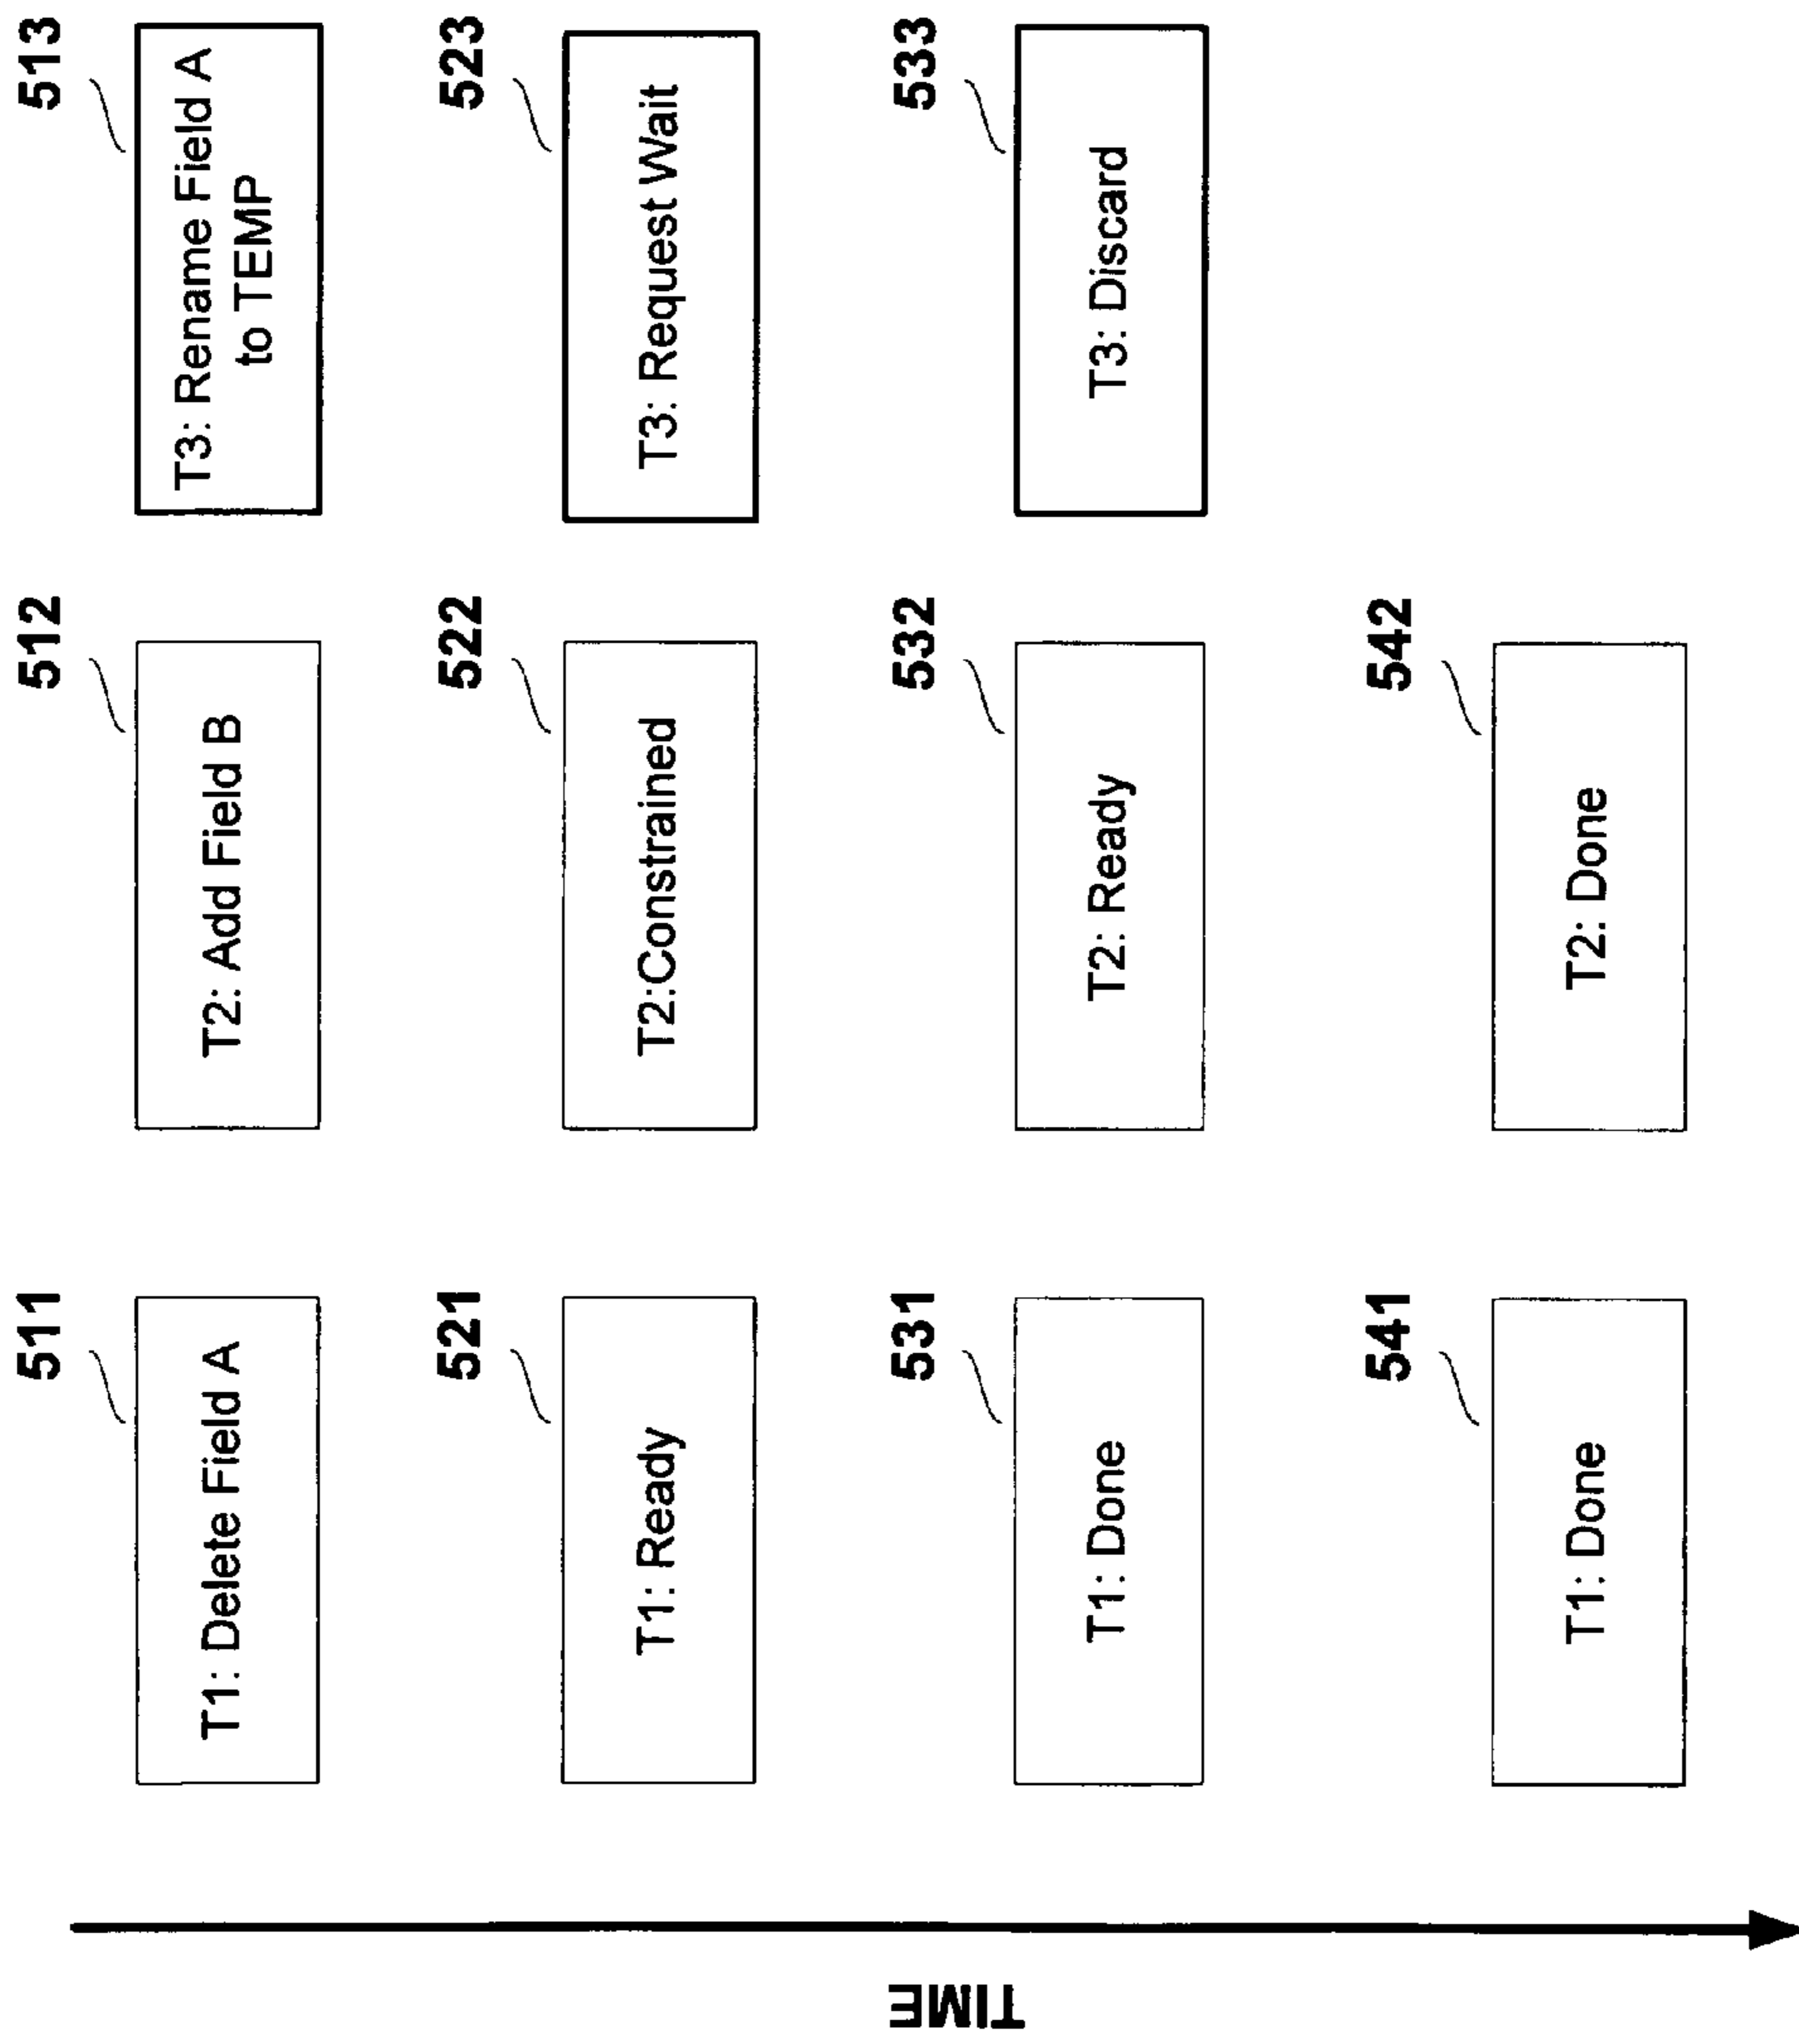 511
512
513
T1: Delete Field A
T2: Add Field B
T3: Rename Field A
to TEMP
521
522
523
T1: Ready
T2:Constrained
T3: Request Wait
TIME
531
532
533
T1: Done
T2: Ready
T3: Discard
541
542
T1: Done
T2: Done